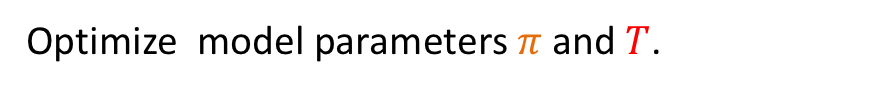 Optimize model parameters π and T.